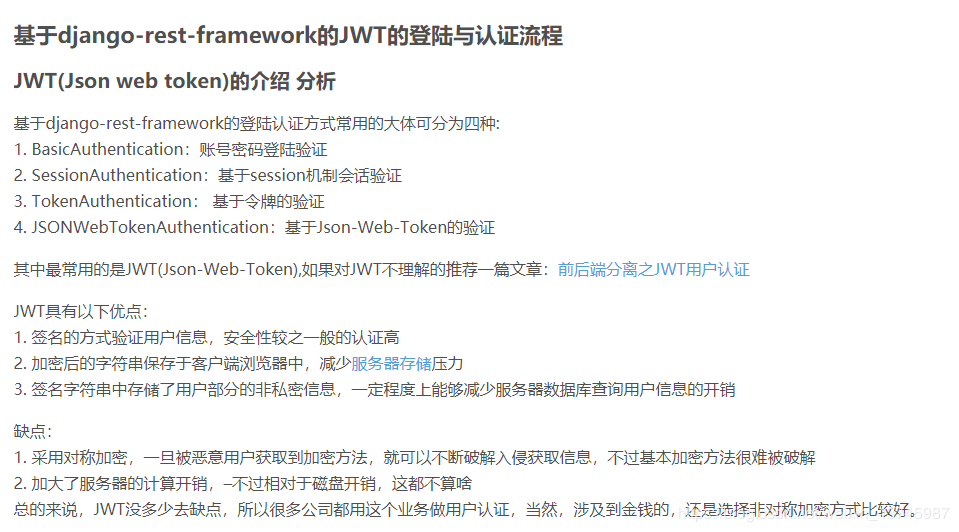 基于django-rest-framework的JWT的登陆与认证流程
JWT(Json web token)的介绍 分析
基于django-rest-framework的登陆认证方式常用的大体可分为四种:
1. BasicAuthentication：账号密码登陆验证
2. SessionAuthentication：基于session机制会话验证
3. TokenAuthentication： 基于令牌的验证
4. JSONWebTokenAuthentication：基于Json-Web-Token的验证
其中最常用的是JWT(Json-Web-Token),如果对JWT不理解的推荐一篇文章：前后端分离之JWT用户认证
JWT具有以下优点：
1. 签名的方式验证用户信息，安全性较之一般的认证高
2. 加密后的字符串保存于客户端浏览器中，减少服务器存储压力
3. 签名字符串中存储了用户部分的非私密信息，一定程度上能够减少服务器数据库查询用户信息的开销
缺点：
1. 采用对称加密，一旦被恶意用户获取到加密方法，就可以不断破解入侵获取信息，不过基本加密方法很难被破解
2. 加大了服务器的计算开销，–不过相对于磁盘开销，这都不算啥
总的来说，JWT没多少去缺点，所以很多公司都用这个业务做用户认证，当然，涉及到金钱的，还是选择非对称加密方式比较好。